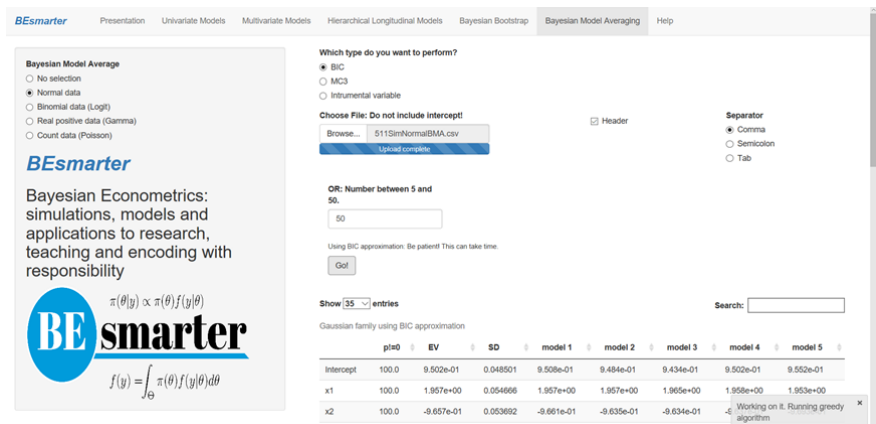 BEsmarter Presentation Univariate Models Multivariate Models Hierarchical Longitudinal Models Bayesian Bootstrap Bayesian Model Averaging Help
Bayesian Model Average
No selection
Normal data
Binomial data (Logit)
Real positive data (Gamma)
Count data (Poisson)
BEsmarter
Bayesian Econometrics:
simulations, models and
applications to research,
teaching and encoding with
responsibility
π(θ|y) ∝ π(θ)f(y|θ)
BE smarter
f(y) = ∫_Θ π(θ)f(y|θ)dθ
Which type do you want to perform?
BIC
MC3
Intrumental variable
Choose File: Do not include intercept!
Browse... 511SimNormalBMA.csv
Upload complete
Header
Separator
Comma
Semicolon
Tab
OR: Number between 5 and
50.
50
Using BIC approximation: Be patient! This can take time.
Go!
Show 35 entries
Search:
Gaussian family using BIC approximation
p!=0 EV SD model 1 model 2 model 3 model 4 model 5
Intercept 100.0 9.502e-01 0.048501 9.508e-01 9.484e-01 9.434e-01 9.502e-01 9.552e-01
x1 100.0 1.957e+00 0.054666 1.957e+00 1.957e+00 1.965e+00 1.958e+00 1.953e+00
x2 100.0 -9.657e-01 0.053692 -9.661e-01 -9.635e-01 -9.634e-01
Working on it. Running greedy
algorithm